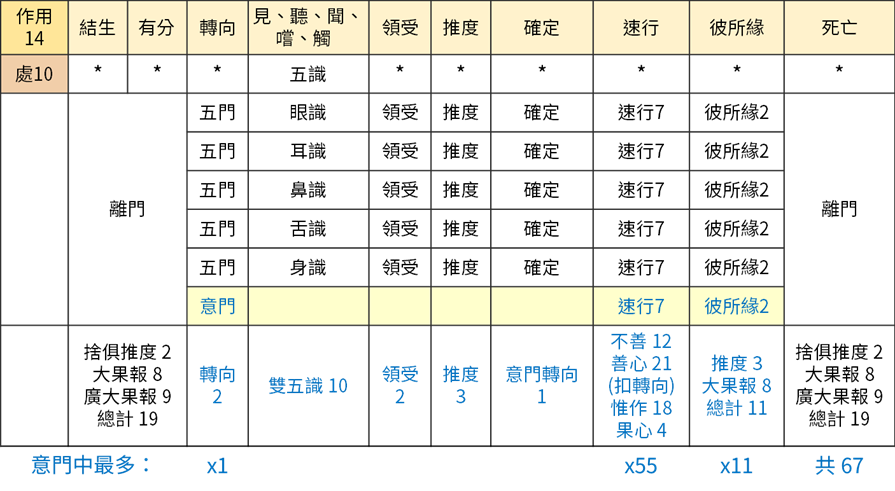 作用 14 結生 有分 轉向 見、聽、聞、嚐、觸 領受 推度 確定 速行 彼所緣 死亡
處10 * * * 五識 * * * * * *
五門 眼識 領受 推度 確定 速行7 彼所緣2
五門 耳識 領受 推度 確定 速行7 彼所緣2
離門 五門 鼻識 領受 推度 確定 速行7 彼所緣2 離門
五門 舌識 領受 推度 確定 速行7 彼所緣2
五門 身識 領受 推度 確定 速行7 彼所緣2
意門 速行7 彼所緣2
捨俱推度 2
大果報 8
廣大果報 9
總計 19
轉向
2
雙五識 10
領受
2
推度
3
意門轉向
1
不善 12
善心 21
(扣轉向)
惟作 18
果心 4
推度 3
大果報 8
總計 11
捨俱推度 2
大果報 8
廣大果報 9
總計 19
意門中最多： x1 x55 x11 共 67